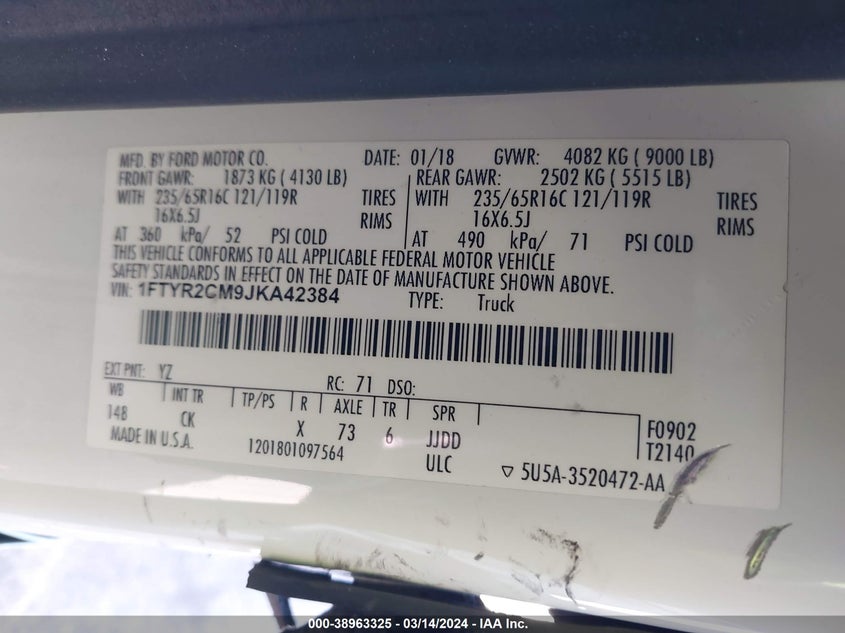 MFD. BY FORD MOTOR CO. DATE: 01/18 GVWR: 4082 KG ( 9000 LB)
FRONT GAWR: 1873 KG ( 4130 LB) REAR GAWR: 2502 KG ( 5515 LB)
WITH 235/65R16C 121/119R TIRES WITH 235/65R16C 121/119R TIRES
16X6.5J RIMS 16X6.5J RIMS
AT 360 kPa/ 52 PSI COLD AT 490 kPa/ 71 PSI COLD
THIS VEHICLE CONFORMS TO ALL APPLICABLE FEDERAL MOTOR VEHICLE
SAFETY STANDARDS IN EFFECT ON THE DATE OF MANUFACTURE SHOWN ABOVE.
VIN: 1FTYR2CM9JKA42384 TYPE: Truck
EXT PNT: YZ RC: 71 DSO:
WB INT TR TP/PS R AXLE TR SPR
148 CK X 73 6 JJDD F0902
T2140
MADE IN U.S.A. 1201801097564 ULC ▽ 5U5A-3520472-AA
000-38963325 - 03/14/2024 - IAA Inc.